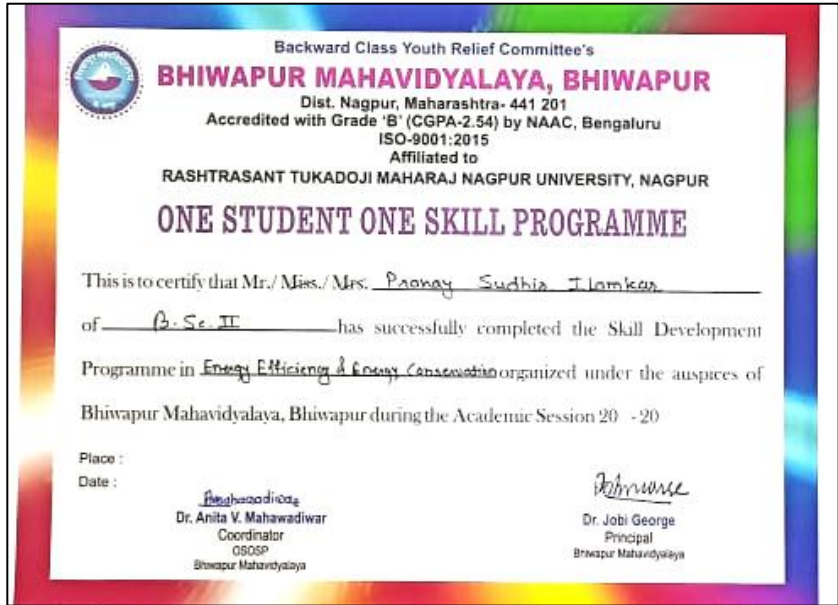 Backward Class Youth Relief Committee's
BHIWAPUR MAHAVIDYALAYA, BHIWAPUR
Dist. Nagpur, Maharashtra- 441 201
Accredited with Grade 'B' (CGPA-2.54) by NAAC, Bengaluru
ISO-9001:2015
Affiliated to
RASHTRASANT TUKADOJI MAHARAJ NAGPUR UNIVERSITY, NAGPUR
ONE STUDENT ONE SKILL PROGRAMME
This is to certify that Mr./ Miss./ Mrs. Pranay Sudhir Ilamkar
of B.Sc. II has successfully completed the Skill Development
Programme in Energy Efficiency & Energy Conservation organized under the auspices of
Bhiwapur Mahavidyalaya, Bhiwapur during the Academic Session 20 - 20
Place :
Date :
Dr. Anita V. Mahawadiwar
Coordinator
OSOSP
Bhiwapur Mahavidyalaya
Dr. Jobi George
Principal
Bhiwapur Mahavidyalaya